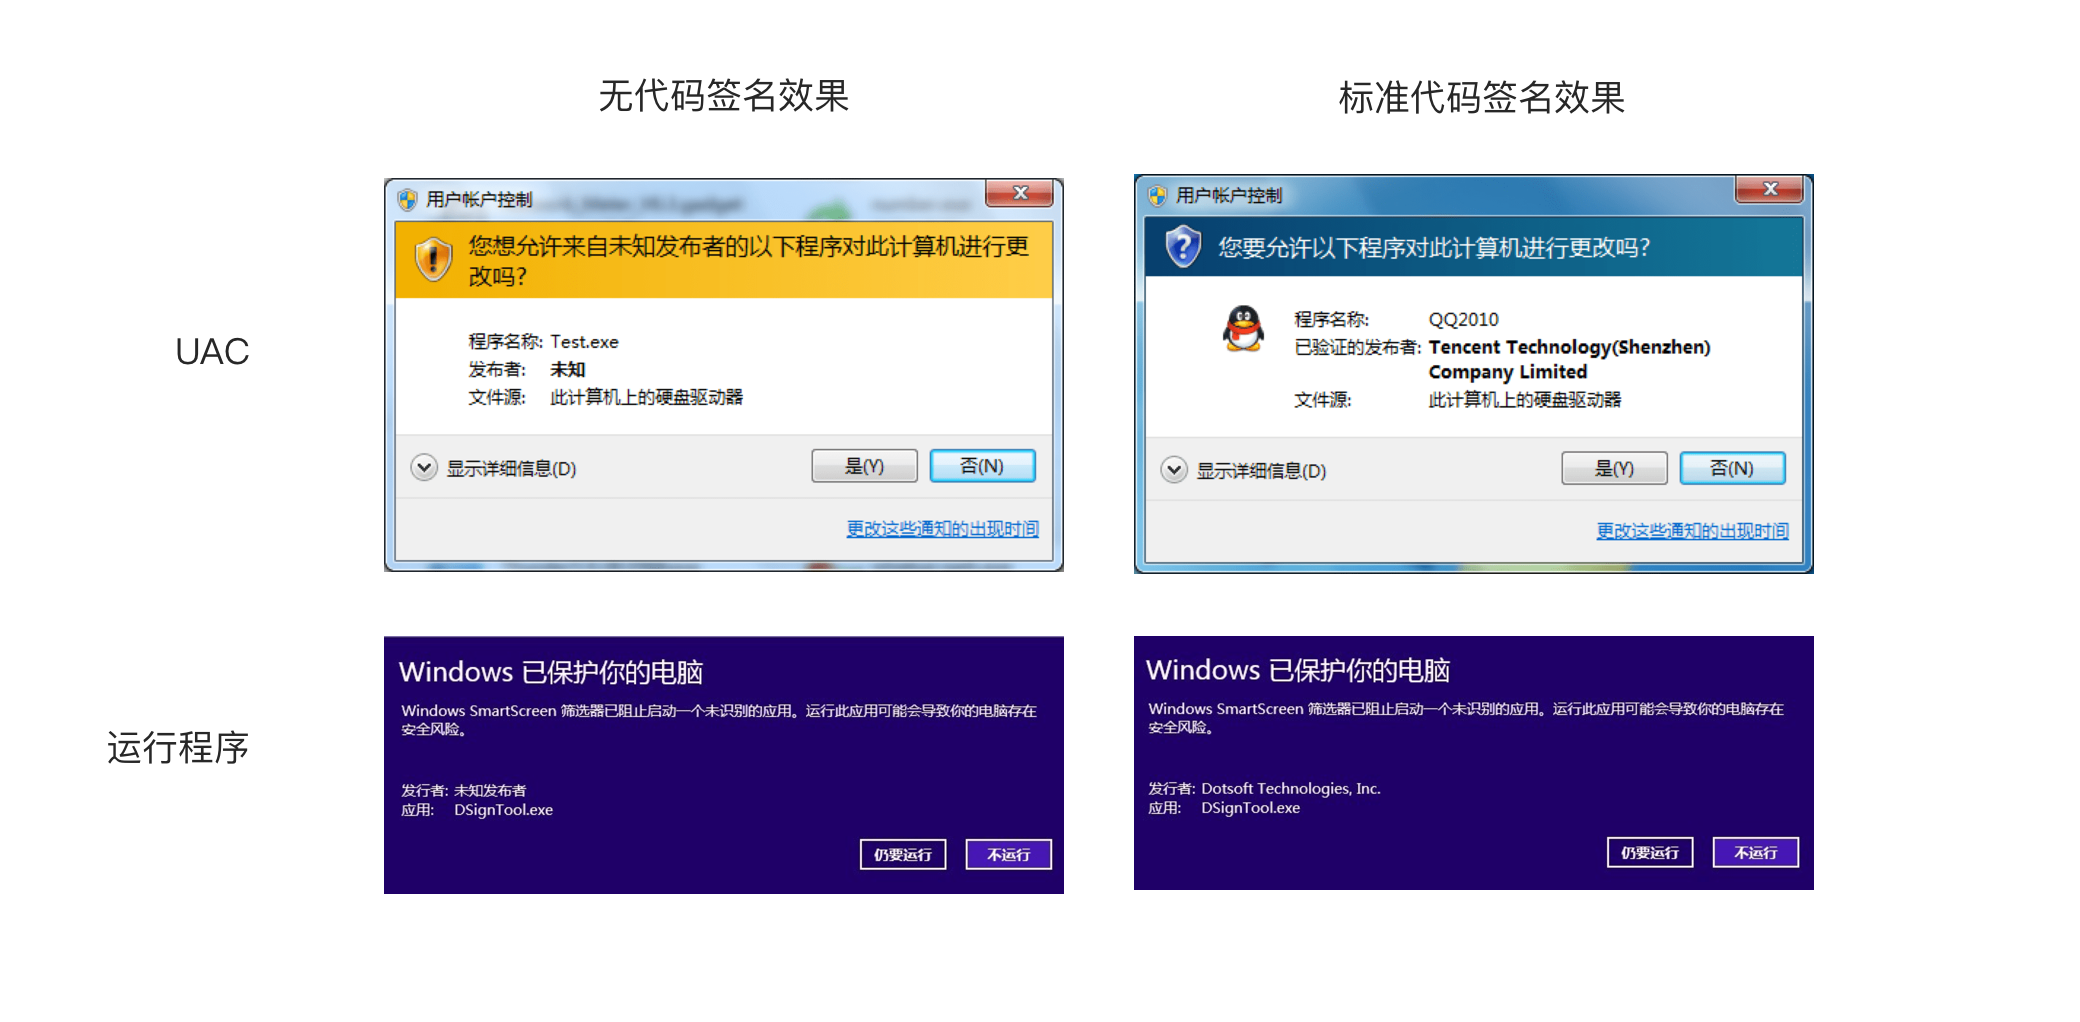 无代码签名效果
标准代码签名效果
UAC
用户帐户控制
您想允许来自未知发布者的以下程序对此计算机进行更
改吗?
程序名称: Test.exe
发布者: 未知
文件源: 此计算机上的硬盘驱动器
显示详细信息(D)
是(Y)
否(N)
更改这些通知的出现时间
用户帐户控制
您要允许以下程序对此计算机进行更改吗?
程序名称: QQ2010
已验证的发布者: Tencent Technology(Shenzhen)
Company Limited
文件源: 此计算机上的硬盘驱动器
显示详细信息(D)
是(Y)
否(N)
更改这些通知的出现时间
运行程序
Windows 已保护你的电脑
Windows SmartScreen 筛选器已阻止启动一个未识别的应用。运行此应用可能会导致你的电脑存在
安全风险。
发行者: 未知发布者
应用: DSignTool.exe
仍要运行
不运行
Windows 已保护你的电脑
Windows SmartScreen 筛选器已阻止启动一个未识别的应用。运行此应用可能会导致你的电脑存在
安全风险。
发行者: Dotsoft Technologies, Inc.
应用: DSignTool.exe
仍要运行
不运行